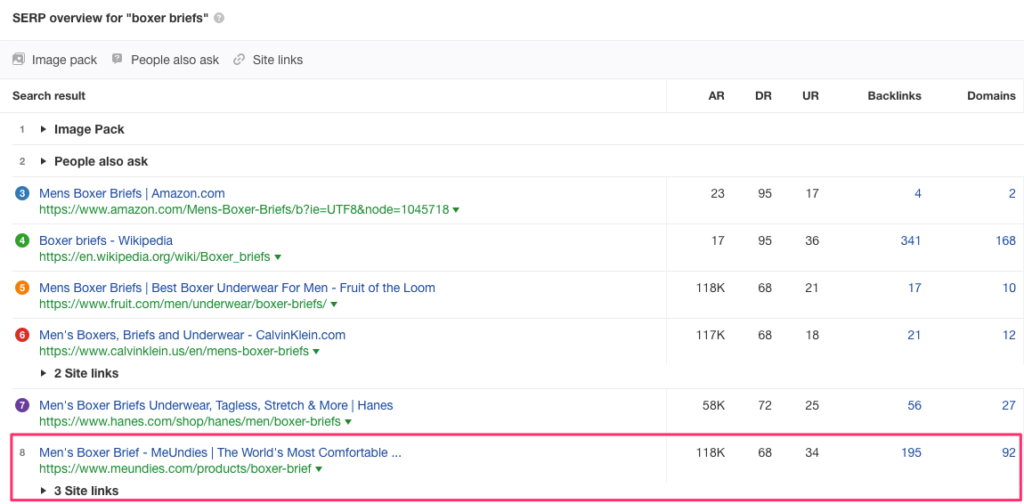 SERP overview for "boxer briefs" ?
Image pack People also ask Site links
Search result AR DR UR Backlinks Domains
1 Image Pack
2 People also ask
3 Mens Boxer Briefs | Amazon.com 23 95 17 4 2
https://www.amazon.com/Mens-Boxer-Briefs/b?ie=UTF8&node=1045718
4 Boxer briefs - Wikipedia 17 95 36 341 168
https://en.wikipedia.org/wiki/Boxer_briefs
5 Mens Boxer Briefs | Best Boxer Underwear For Men - Fruit of the Loom 118K 68 21 17 10
https://www.fruit.com/men/underwear/boxer-briefs/
6 Men's Boxers, Briefs and Underwear - CalvinKlein.com 117K 68 18 21 12
https://www.calvinklein.us/en/mens-boxer-briefs
2 Site links
7 Men's Boxer Briefs Underwear, Tagless, Stretch & More | Hanes 58K 72 25 56 27
https://www.hanes.com/shop/hanes/men/boxer-briefs
8 Men's Boxer Brief - MeUndies | The World's Most Comfortable ... 118K 68 34 195 92
https://www.meundies.com/products/boxer-brief
3 Site links